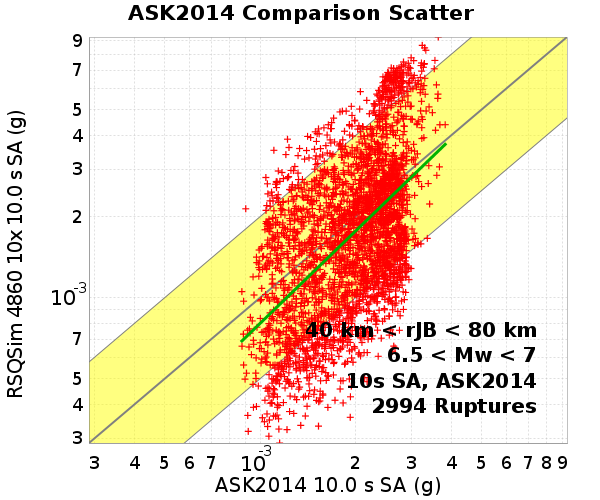 ASK2014 Comparison Scatter
RSQSim 4860 10x 10.0 s SA (g)
9
7
5
4
3
2
10⁻³
7
5
4
3
40 km < rJB < 80 km
6.5 < Mw < 7
10s SA, ASK2014
2994 Ruptures
3 4 5 6 7 10⁻³ 2 3 4 5 6 7 8 9
ASK2014 10.0 s SA (g)